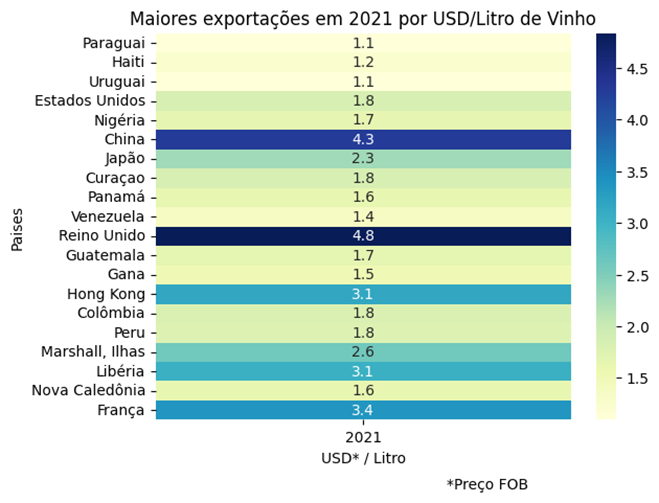 Maiores exportações em 2021 por USD/Litro de Vinho
Paraguai 1.1
Haiti 1.2
Uruguai 1.1
Estados Unidos 1.8
Nigéria 1.7
China 4.3
Japão 2.3
Curaçao 1.8
Panamá 1.6
Venezuela 1.4
Reino Unido 4.8
Guatemala 1.7
Gana 1.5
Hong Kong 3.1
Colômbia 1.8
Peru 1.8
Marshall, Ilhas 2.6
Libéria 3.1
Nova Caledônia 1.6
França 3.4
Paises
2021
USD* / Litro
*Preço FOB
4.5
4.0
3.5
3.0
2.5
2.0
1.5